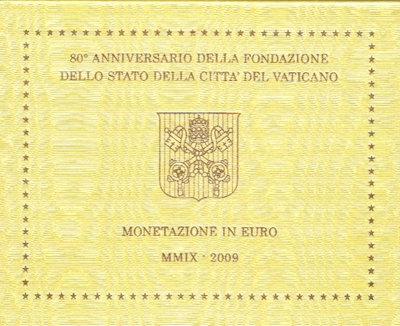 80° ANNIVERSARIO DELLA FONDAZIONE
DELLO STATO DELLA CITTA' DEL VATICANO
MONETAZIONE IN EURO
MMIX · 2009